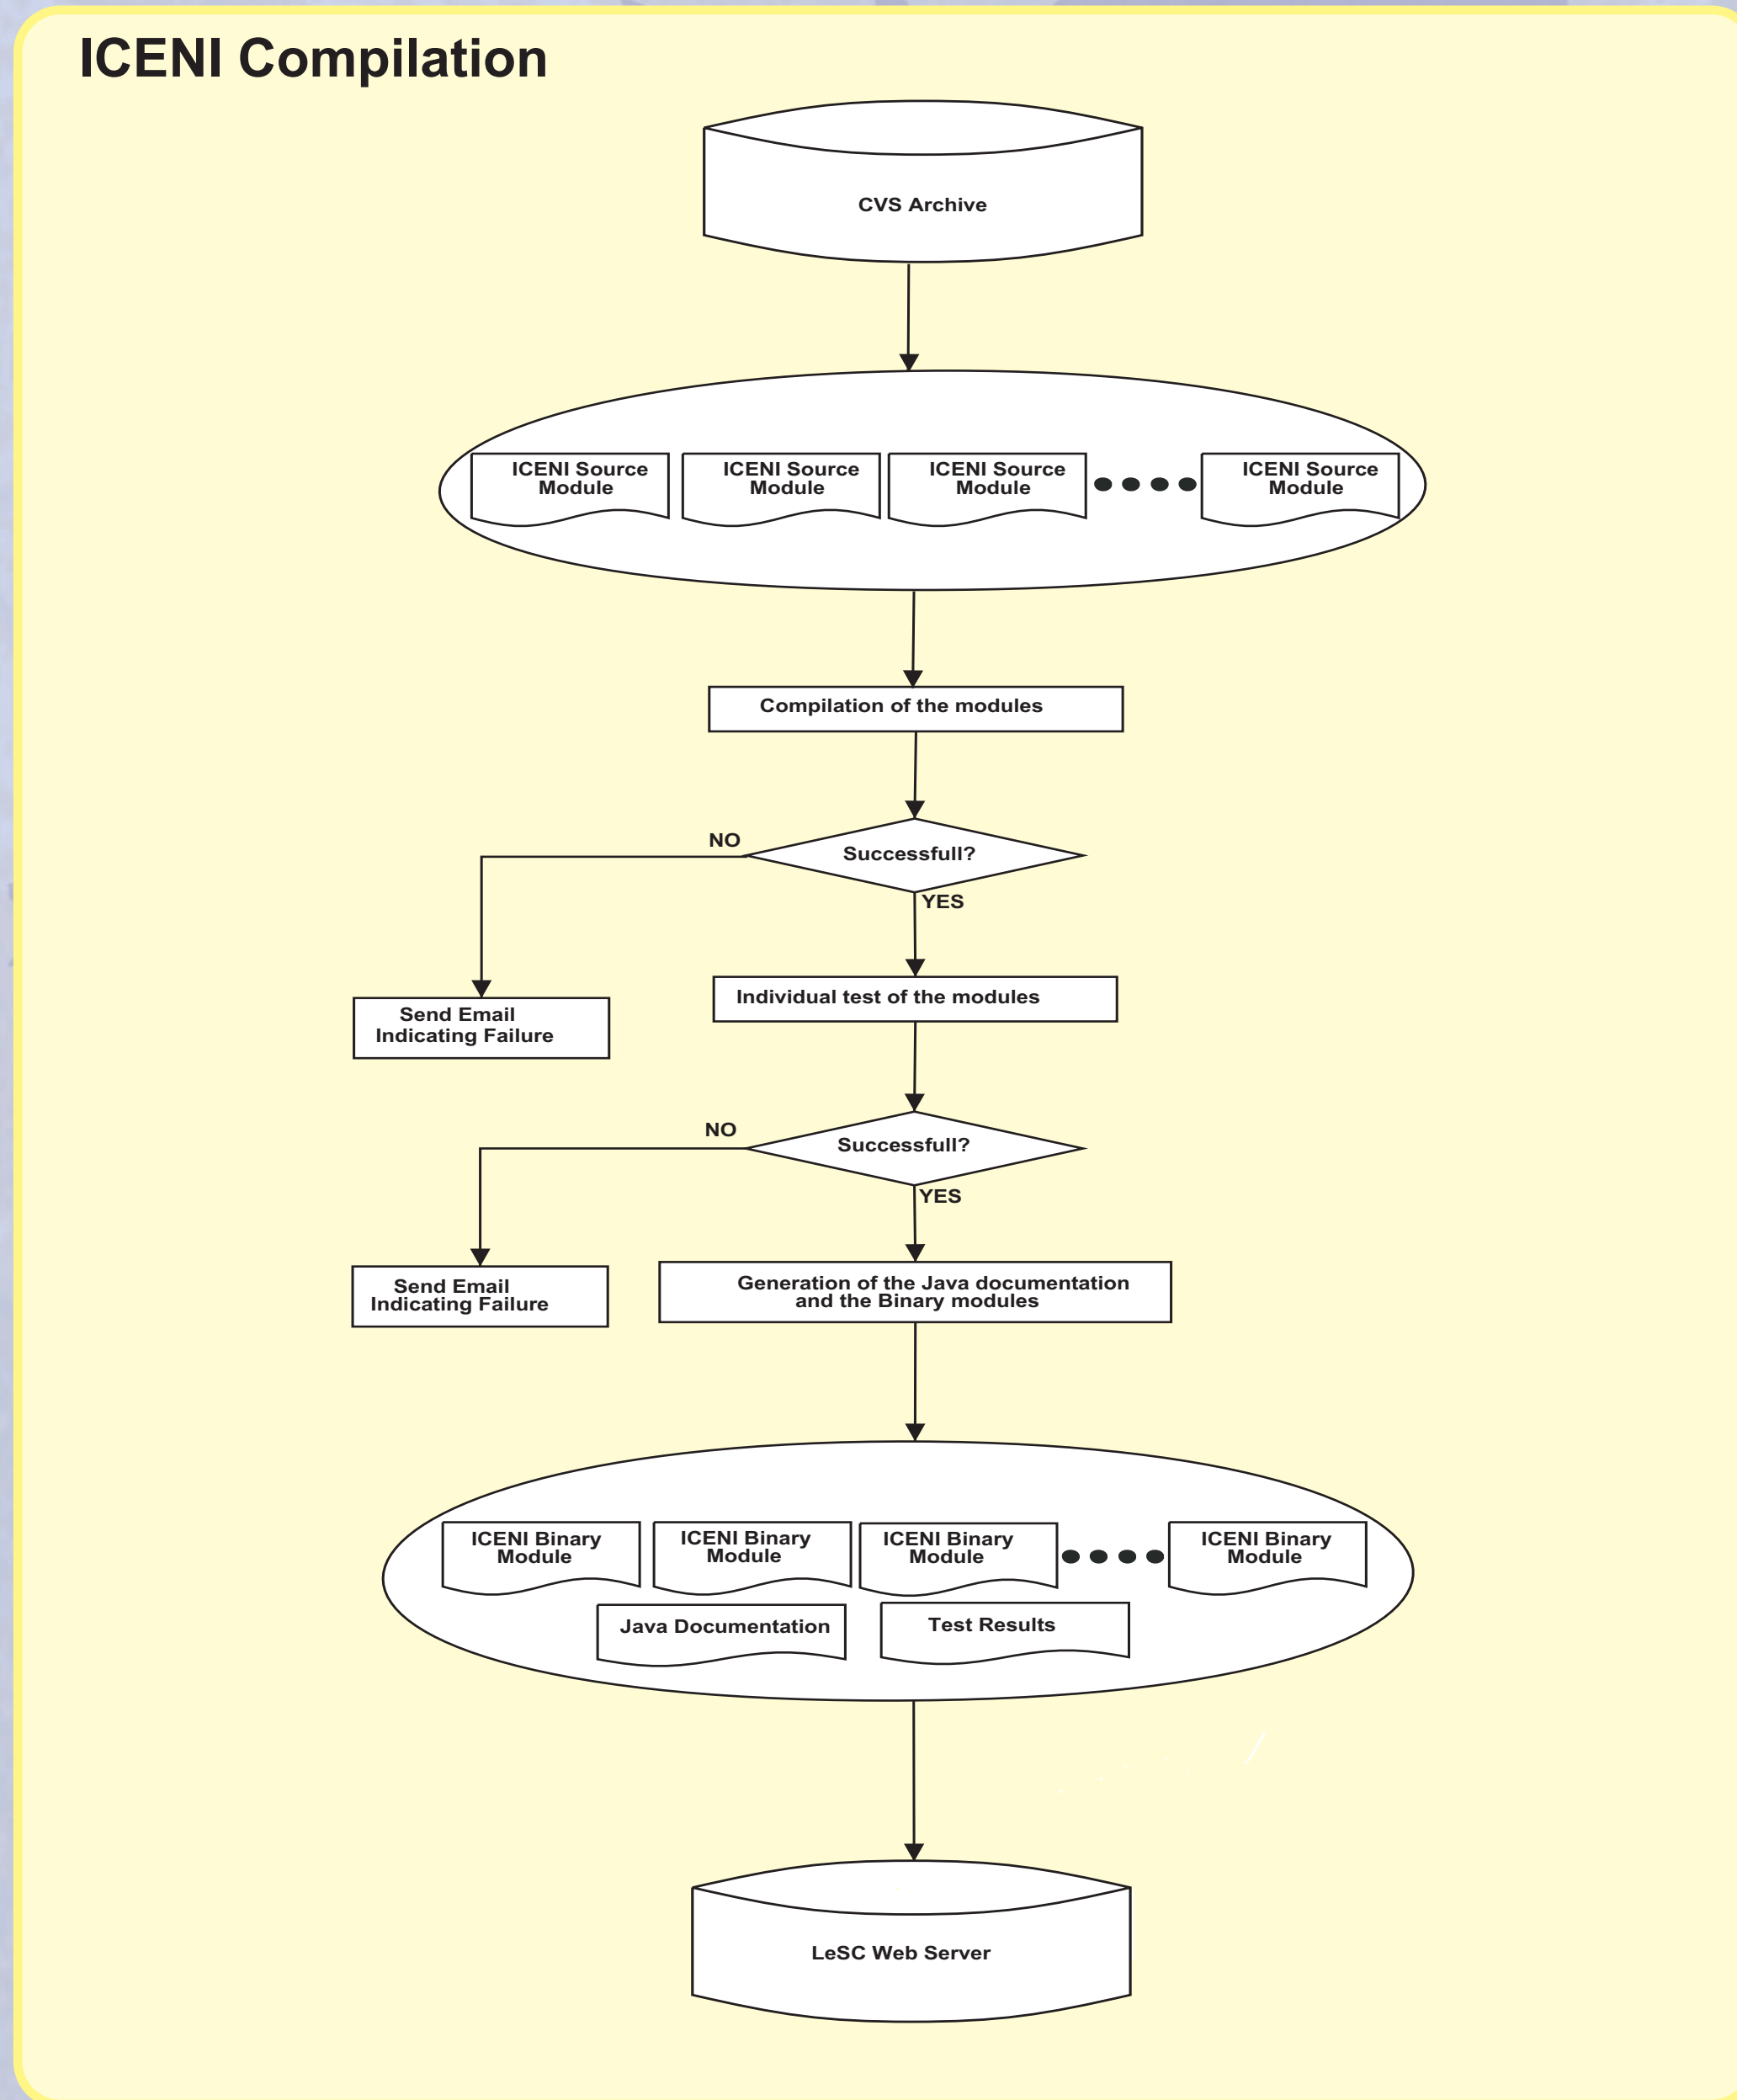 ICENI Compilation
CVS Archive
ICENI Source
Module
ICENI Source
Module
ICENI Source
Module
ICENI Source
Module
Compilation of the modules
NO
Successfull?
YES
Individual test of the modules
Send Email
Indicating Failure
NO
Successfull?
YES
Send Email
Indicating Failure
Generation of the Java documentation
and the Binary modules
ICENI Binary
Module
ICENI Binary
Module
ICENI Binary
Module
ICENI Binary
Module
Java Documentation
Test Results
LeSC Web Server